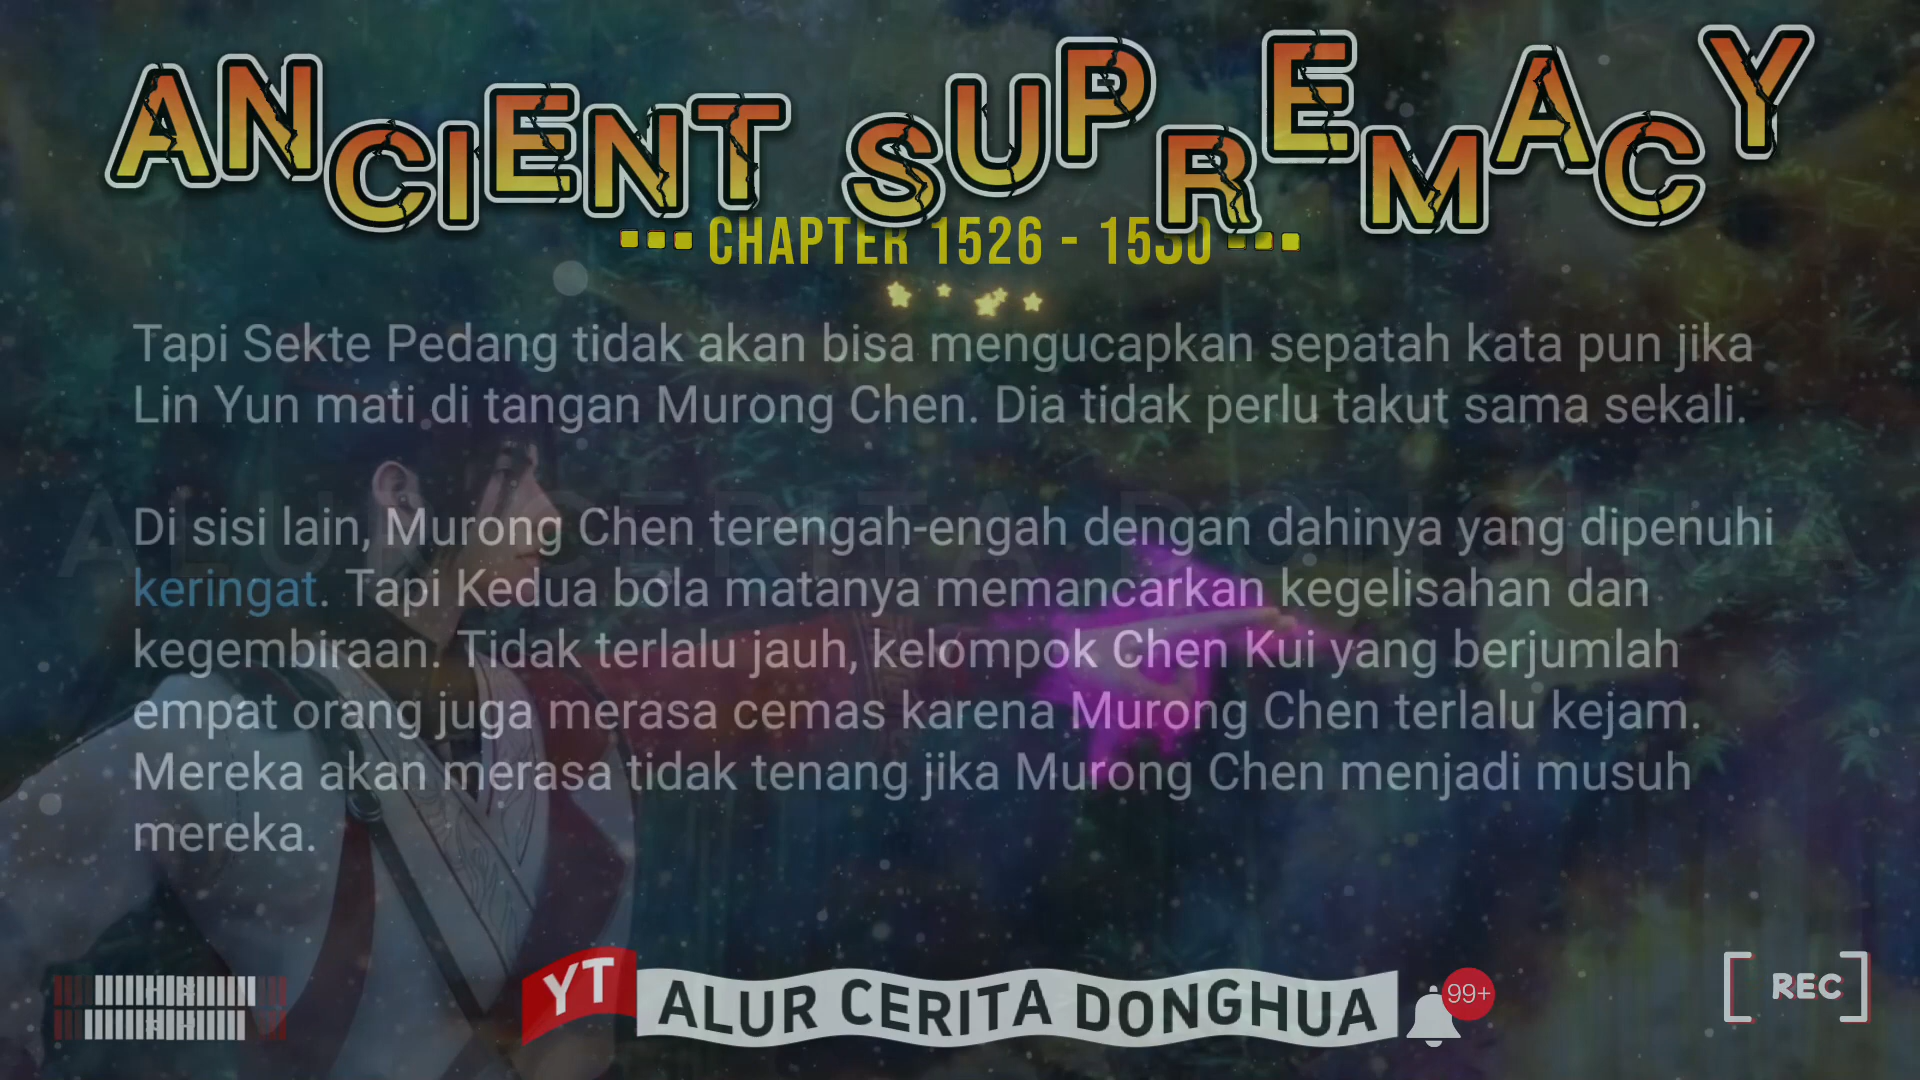 ANCIENT SUPREMACY
CHAPTER 1526 - 1530
Tapi Sekte Pedang tidak akan bisa mengucapkan sepatah kata pun jika
Lin Yun mati di tangan Murong Chen. Dia tidak perlu takut sama sekali.
ALUR CERITA DONGHUA
Di sisi lain, Murong Chen terengah-engah dengan dahinya yang dipenuhi
keringat. Tapi Kedua bola matanya memancarkan kegelisahan dan
kegembiraan. Tidak terlalu jauh, kelompok Chen Kui yang berjumlah
empat orang juga merasa cemas karena Murong Chen terlalu kejam.
Mereka akan merasa tidak tenang jika Murong Chen menjadi musuh
mereka.
YT ALUR CERITA DONGHUA 99+
REC